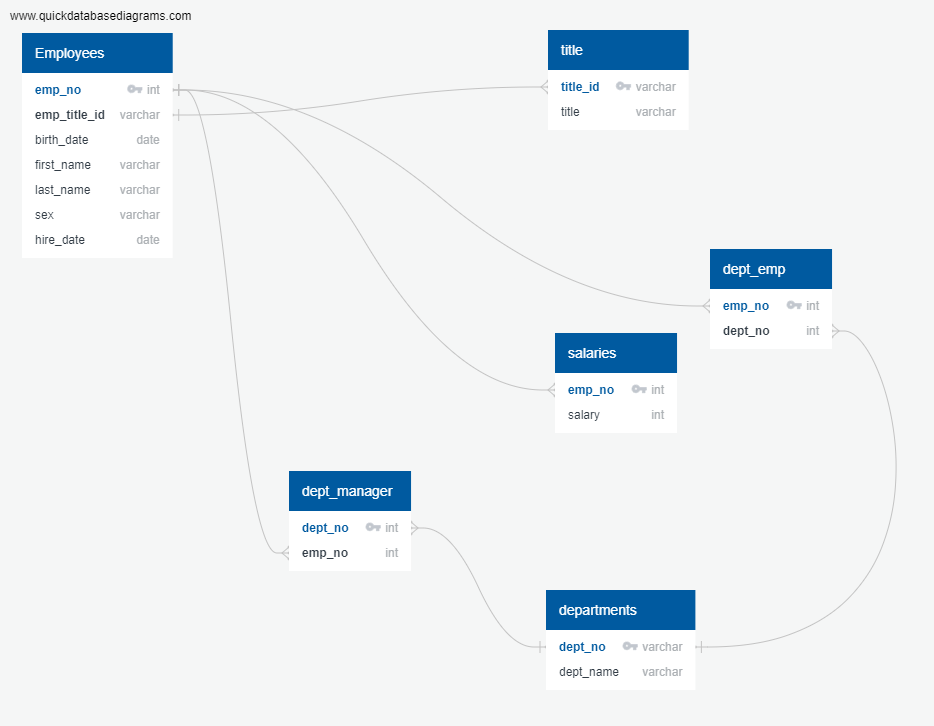 www.quickdatabasediagrams.com
Employees
emp_no int
emp_title_id varchar
birth_date date
first_name varchar
last_name varchar
sex varchar
hire_date date
title
title_id varchar
title varchar
dept_emp
emp_no int
dept_no int
salaries
emp_no int
salary int
dept_manager
dept_no int
emp_no int
departments
dept_no varchar
dept_name varchar